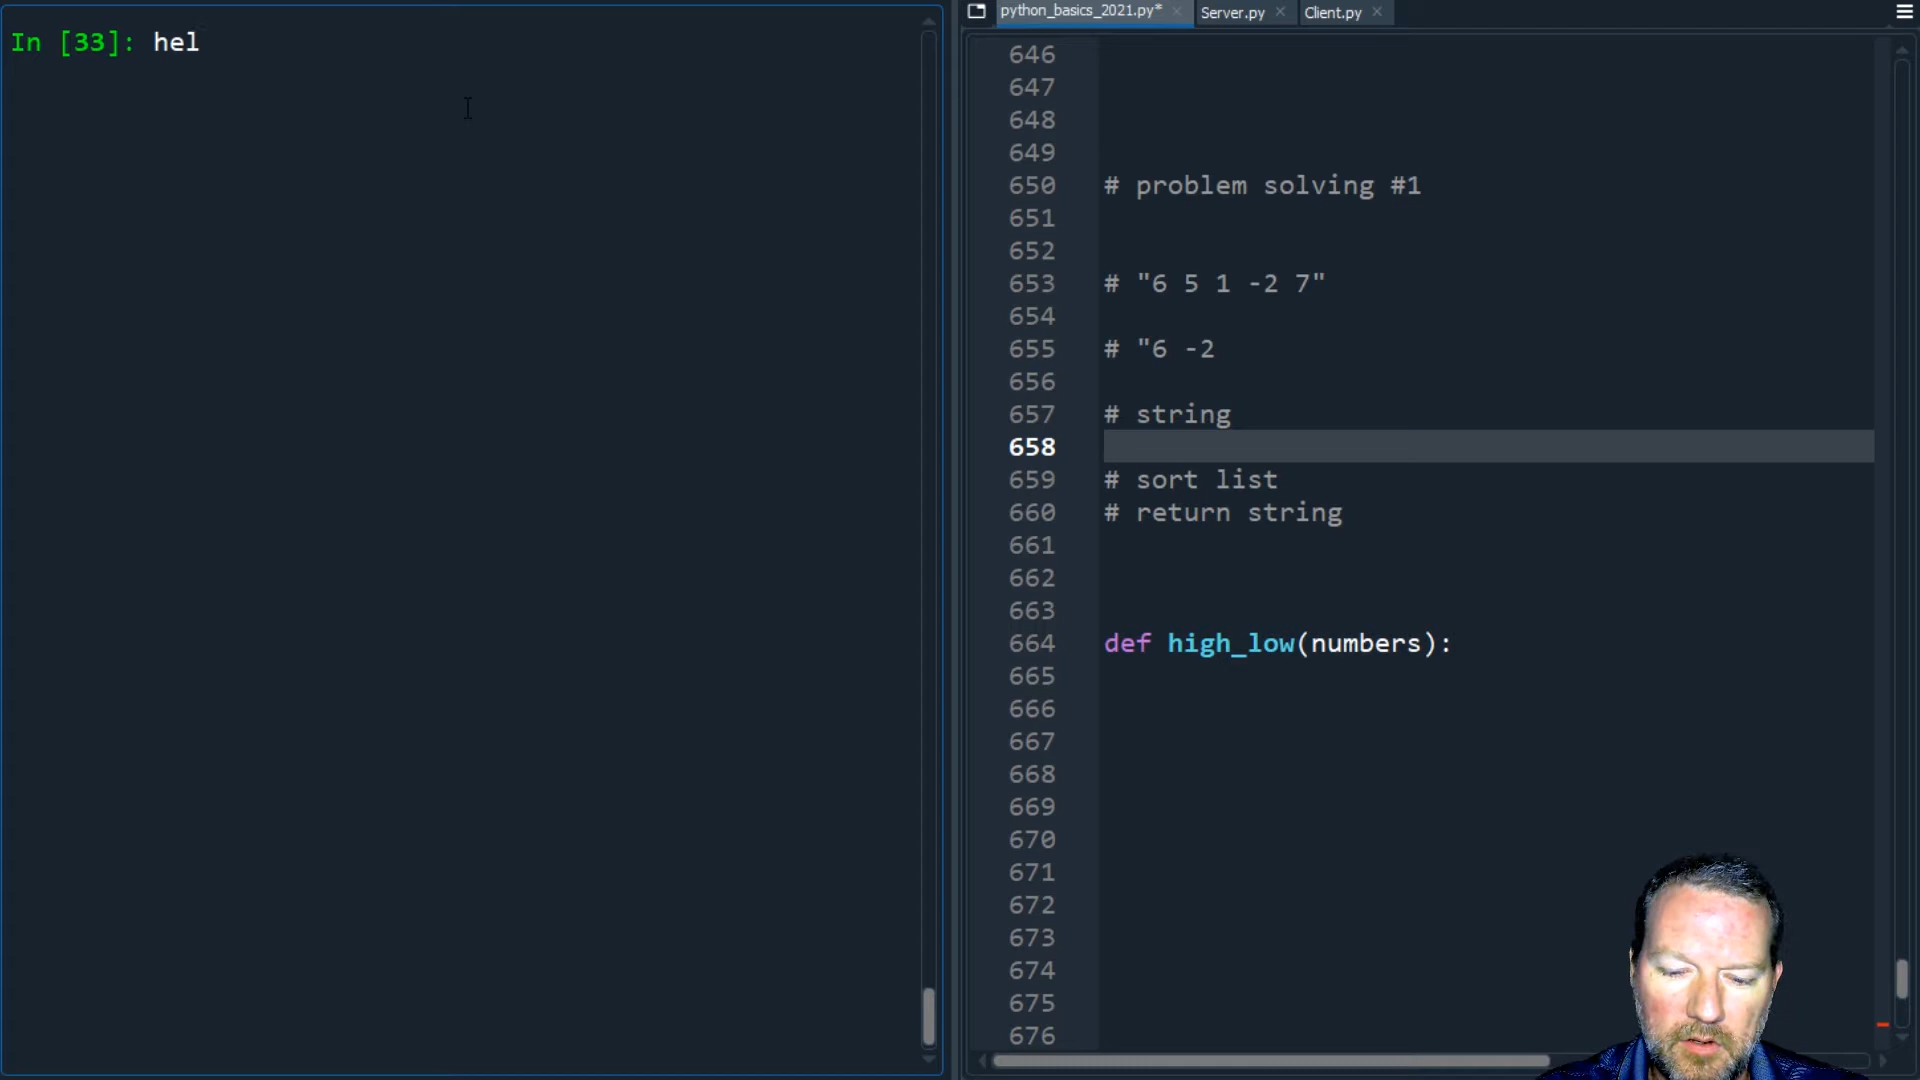 In [33]: hel
python_basics_2021.py*
Server.py
Client.py
646
647
648
649
650 # problem solving #1
651
652
653 # "6 5 1 -2 7"
654
655 # "6 -2
656
657 # string
658
659 # sort list
660 # return string
661
662
663
664 def high_low(numbers):
665
666
667
668
669
670
671
672
673
674
675
676